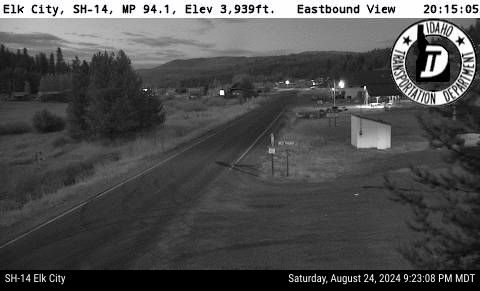 Elk City, SH-14, MP 94.1, Elev 3,939ft.   Eastbound View   20:15:05
IDAHO
TRANSPORTATION DEPARTMENT
SH-14 Elk City
Saturday, August 24, 2024 9:23:08 PM MDT